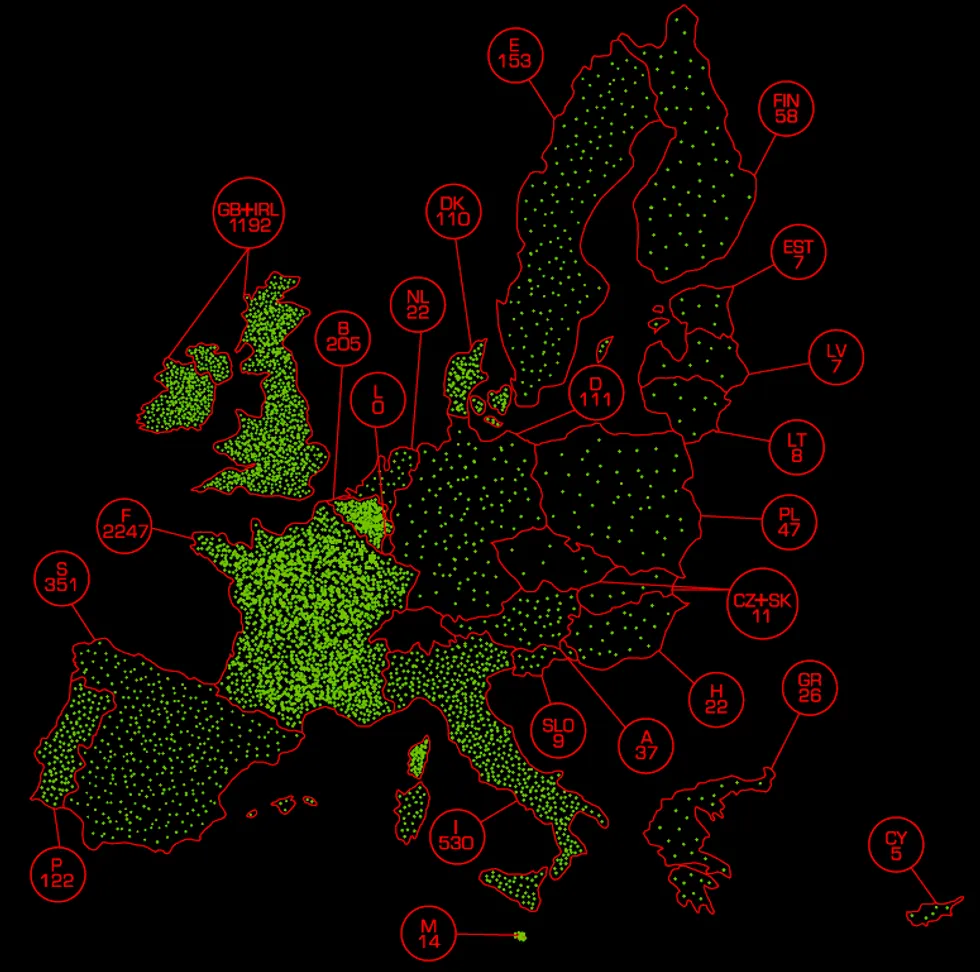 E
153
FIN
58
GB+IRL
1192
DK
110
EST
7
NL
22
B
205
LV
7
L
0
D
111
LT
8
F
2247
PL
47
S
351
CZ+SK
11
GR
26
H
22
SLO
9
A
37
I
530
CY
5
P
122
M
14